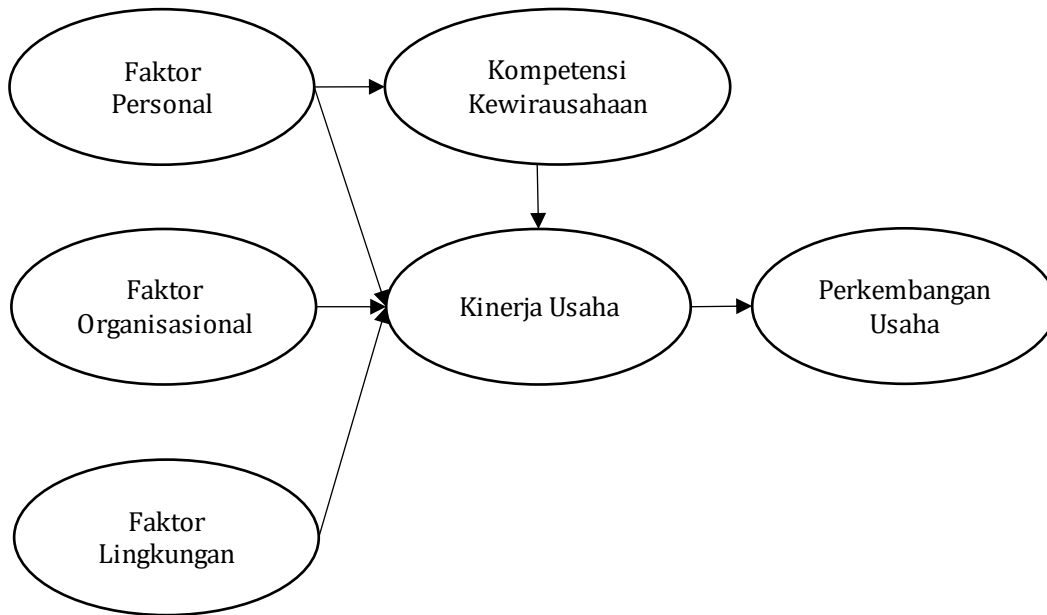 Faktor
Personal
Kompetensi
Kewirausahaan
Faktor
Organisasional
Kinerja Usaha
Perkembangan
Usaha
Faktor
Lingkungan